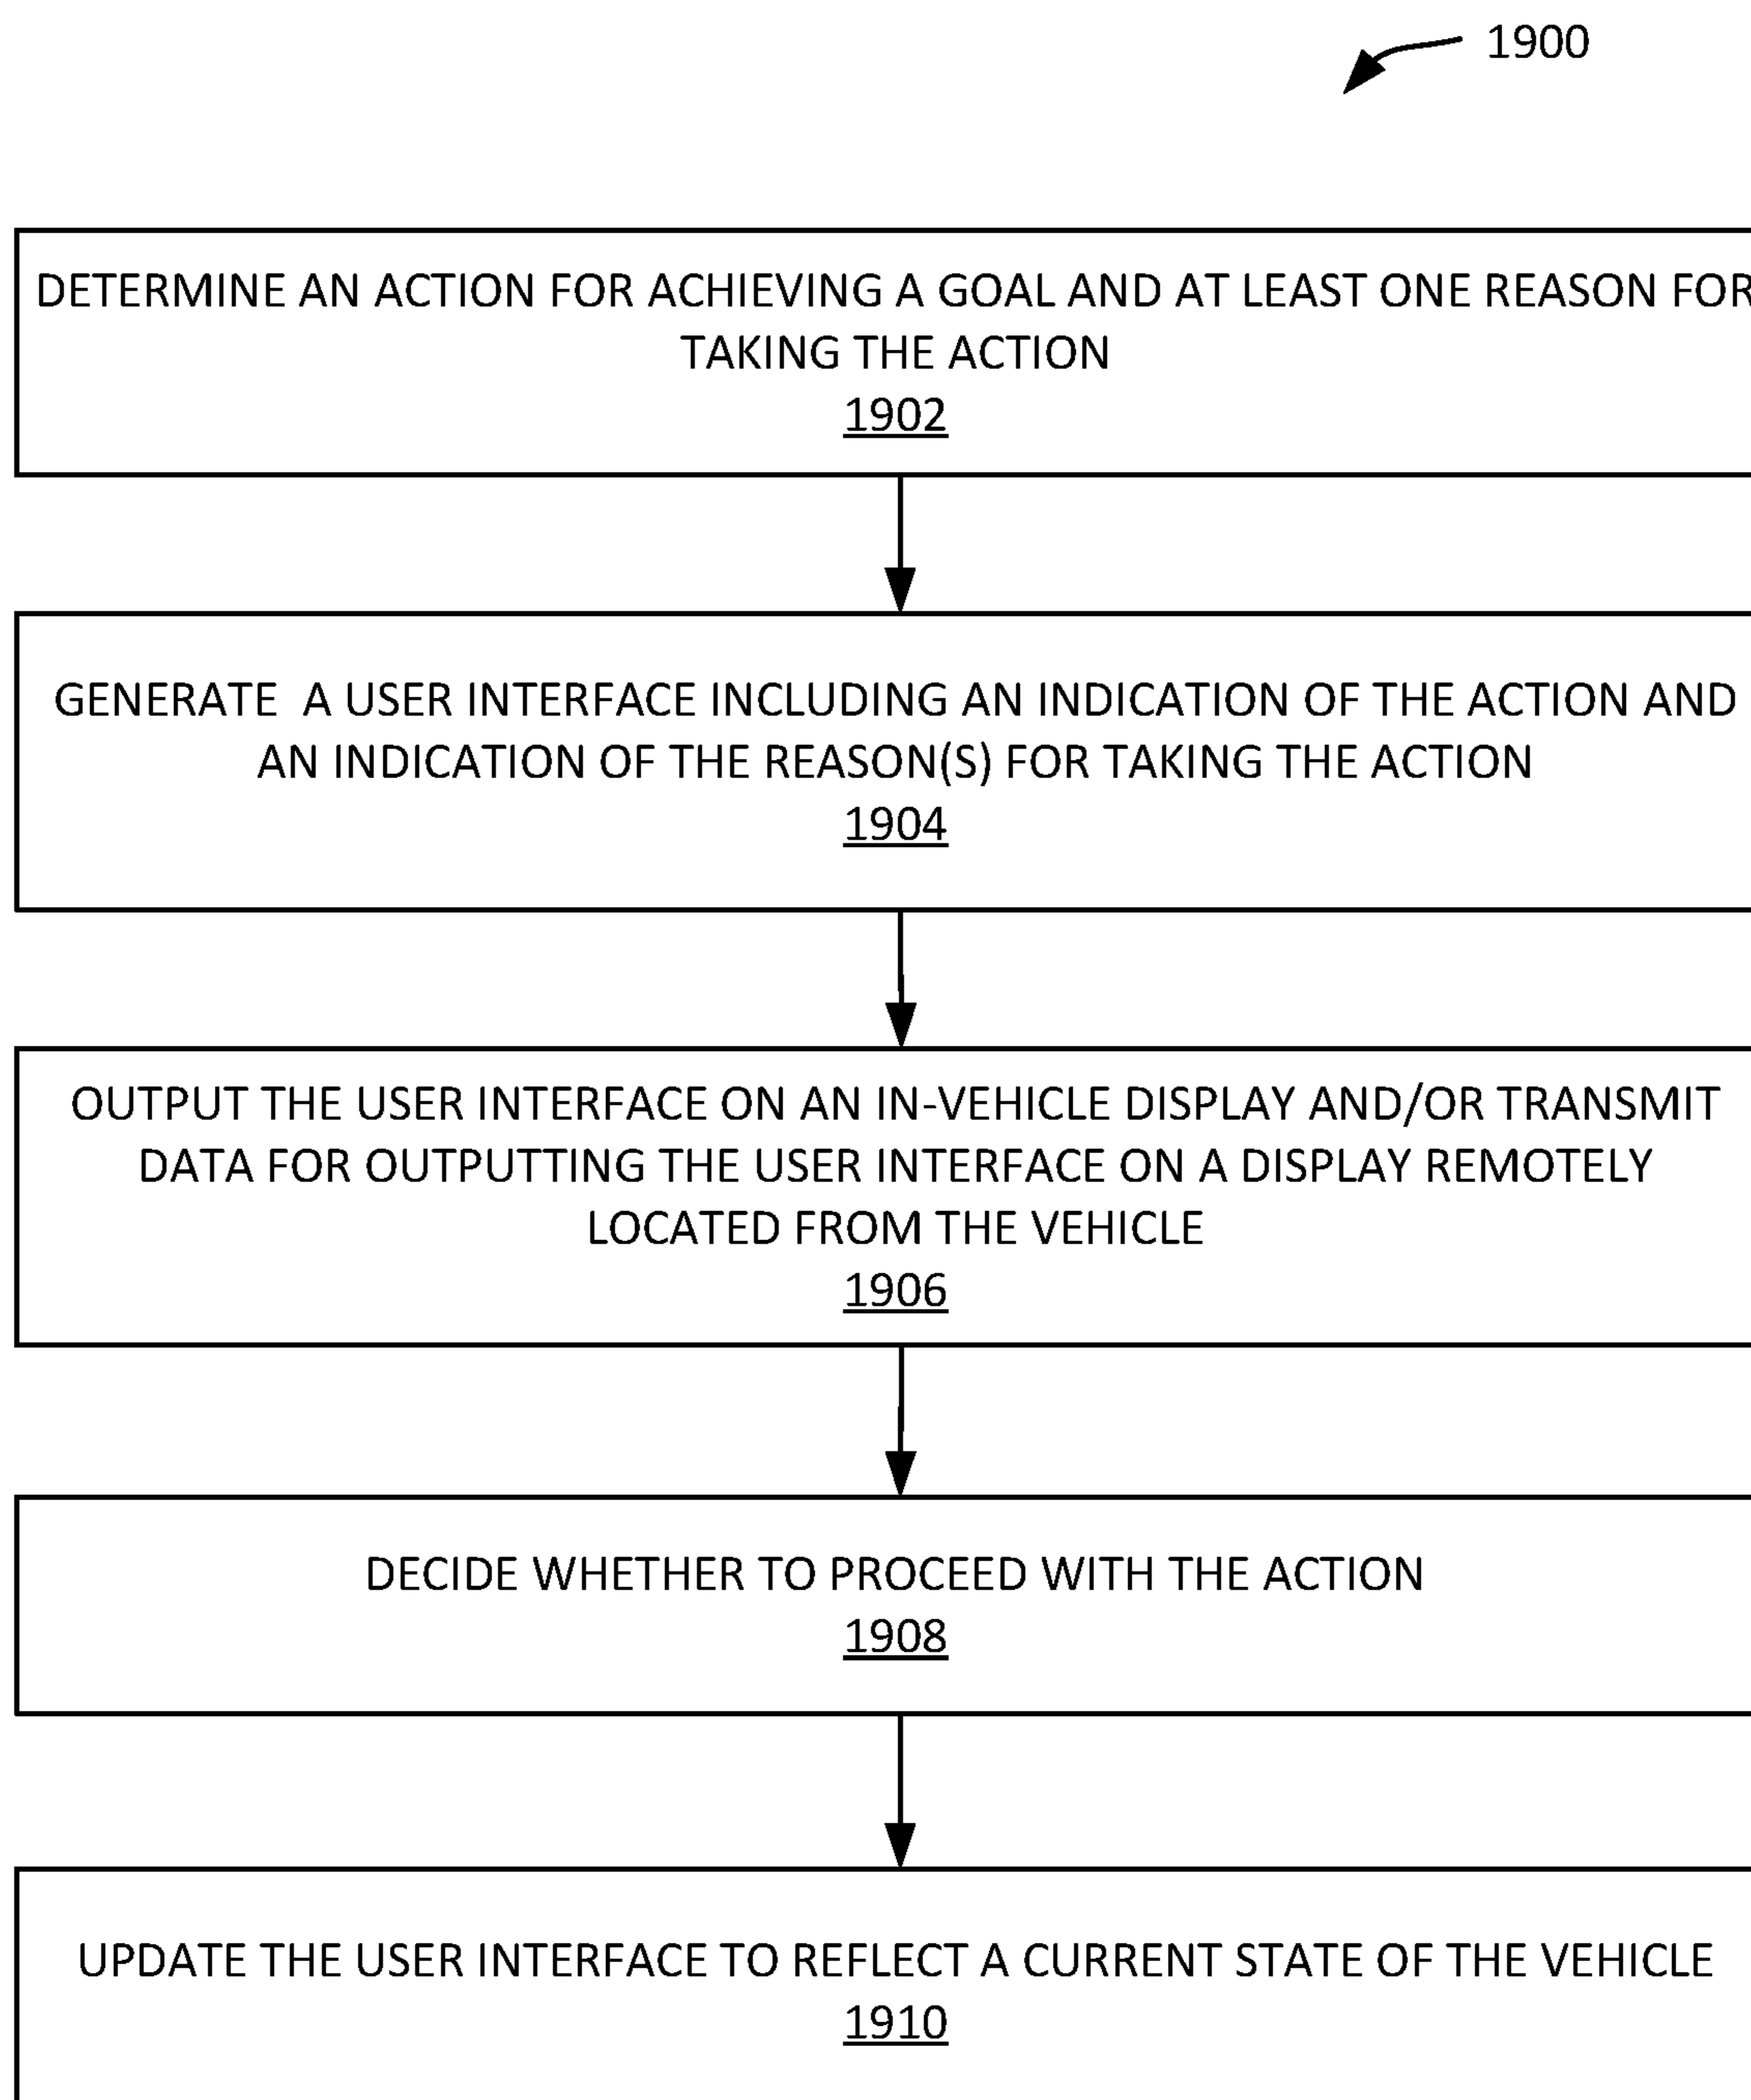 1900
DETERMINE AN ACTION FOR ACHIEVING A GOAL AND AT LEAST ONE REASON FOR
TAKING THE ACTION
1902
GENERATE A USER INTERFACE INCLUDING AN INDICATION OF THE ACTION AND
AN INDICATION OF THE REASON(S) FOR TAKING THE ACTION
1904
OUTPUT THE USER INTERFACE ON AN IN-VEHICLE DISPLAY AND/OR TRANSMIT
DATA FOR OUTPUTTING THE USER INTERFACE ON A DISPLAY REMOTELY
LOCATED FROM THE VEHICLE
1906
DECIDE WHETHER TO PROCEED WITH THE ACTION
1908
UPDATE THE USER INTERFACE TO REFLECT A CURRENT STATE OF THE VEHICLE
1910